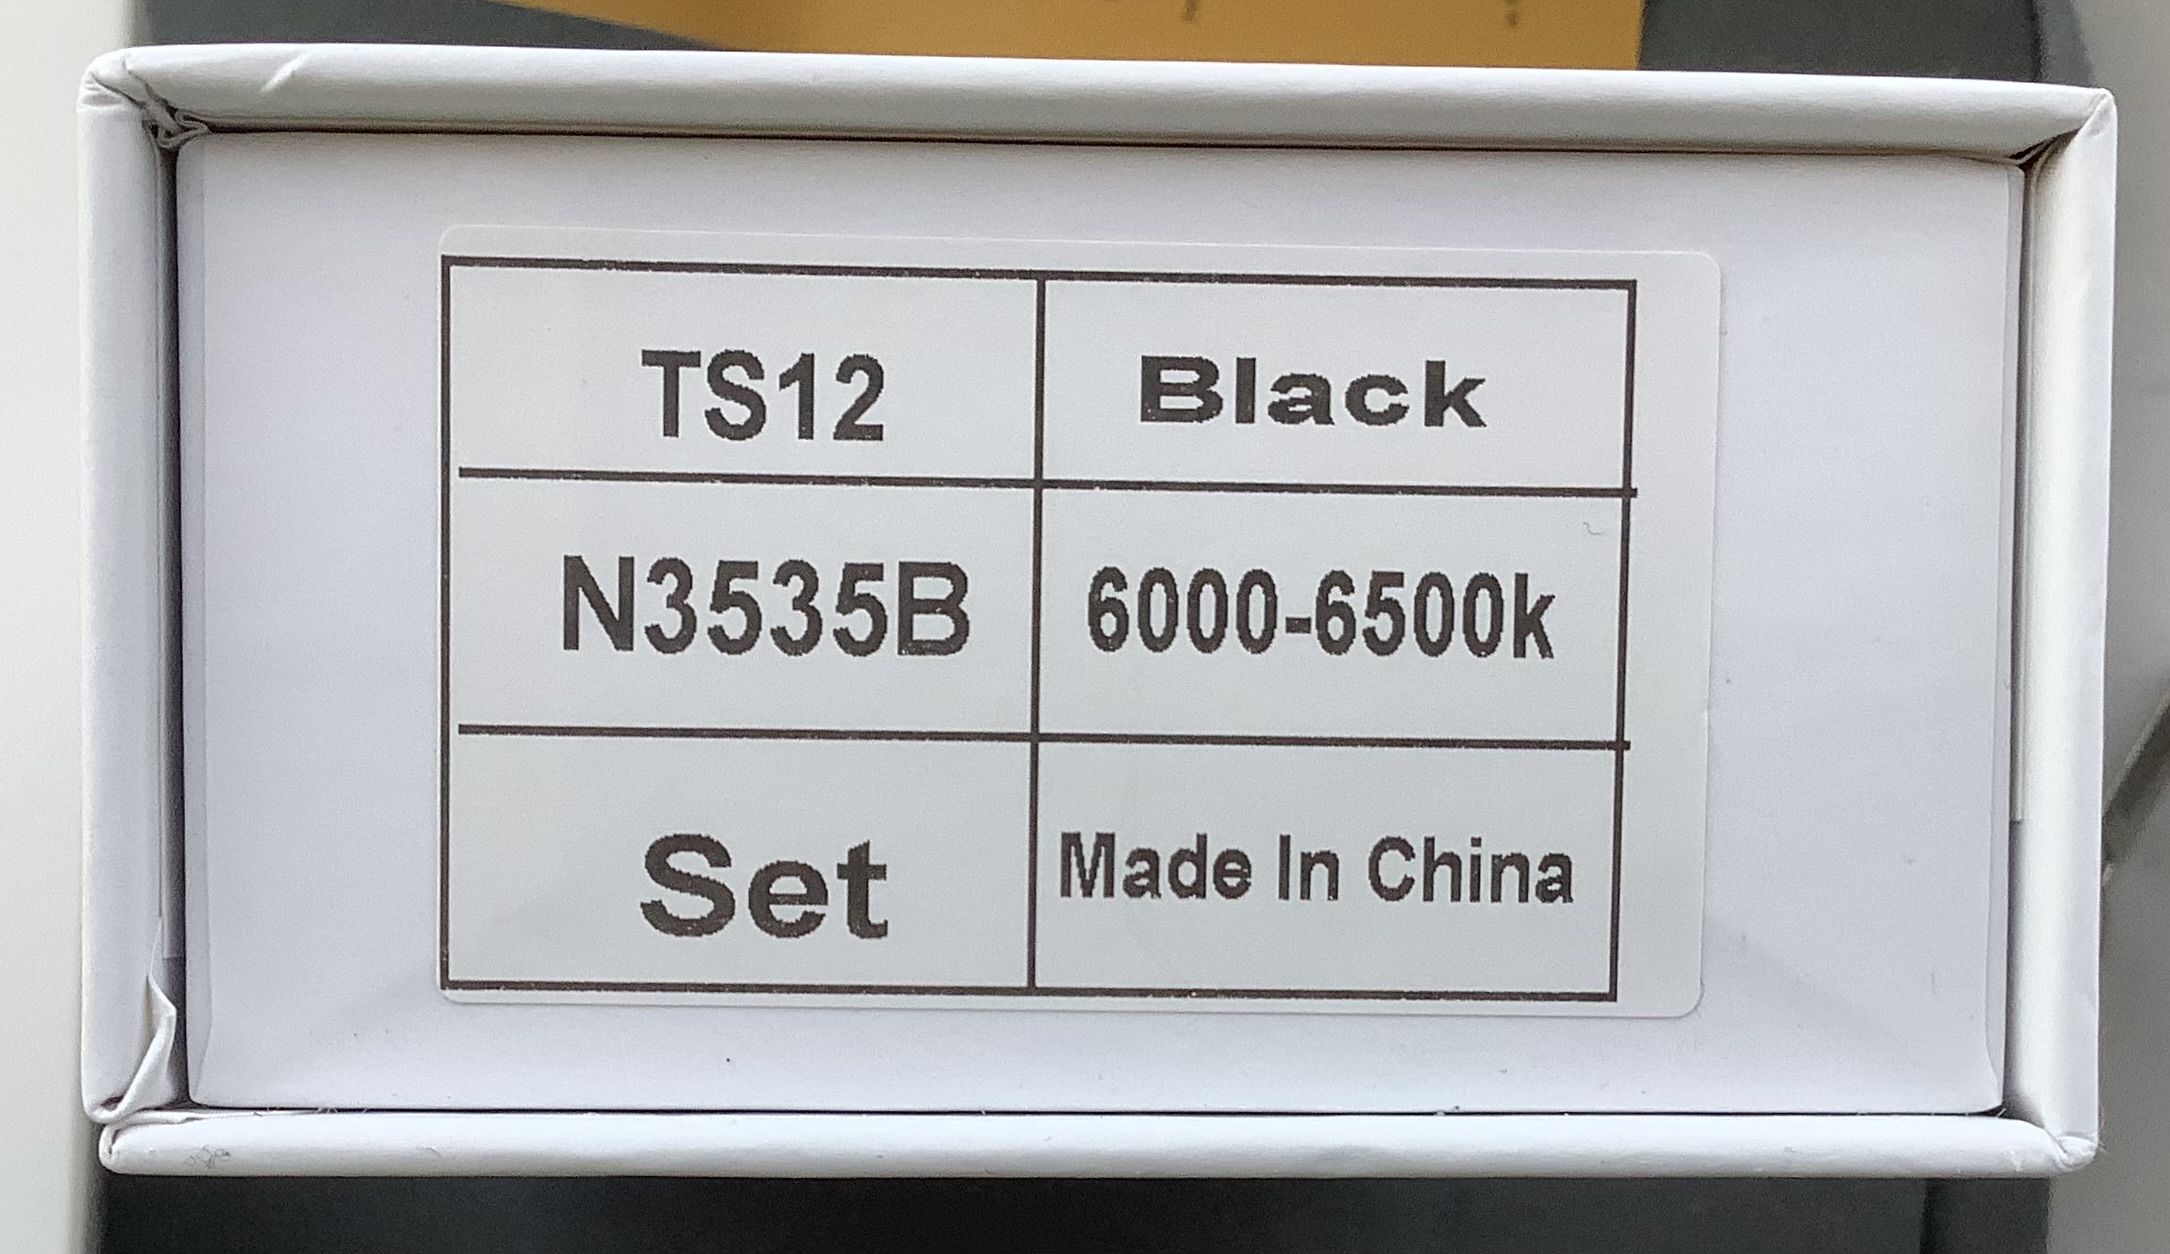 TS12 Black
N3535B 6000-6500k
Set Made In China